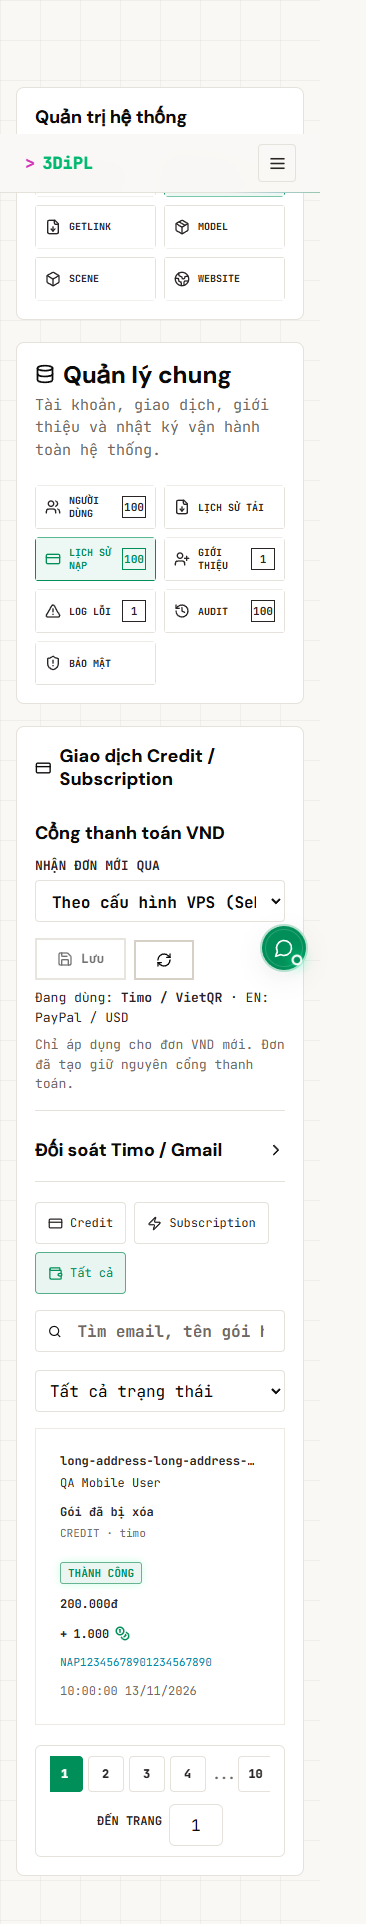 Quản trị hệ thống
> 3DiPL
GETLINK
MODEL
SCENE
WEBSITE
Quản lý chung
Tài khoản, giao dịch, giới
thiệu và nhật ký vận hành
toàn hệ thống.
NGƯỜI
DÙNG
100
LỊCH SỬ TẢI
LỊCH SỬ
NẠP
100
GIỚI
THIỆU
1
LOG LỖI
1
AUDIT
100
BẢO MẬT
Giao dịch Credit /
Subscription
Cổng thanh toán VND
NHẬN ĐƠN MỚI QUA
Theo cấu hình VPS (Se
Lưu
Đang dùng: Timo / VietQR · EN:
PayPal / USD
Chỉ áp dụng cho đơn VND mới. Đơn
đã tạo giữ nguyên cổng thanh
toán.
Đối soát Timo / Gmail
Credit
Subscription
Tất cả
Tìm email, tên gói
Tất cả trạng thái
long-address-long-address-…
QA Mobile User
Gói đã bị xóa
CREDIT · timo
THÀNH CÔNG
200.000đ
+ 1.000
NAP12345678901234567890
10:00:00 13/11/2026
1 2 3 4 ... 10
ĐẾN TRANG 1